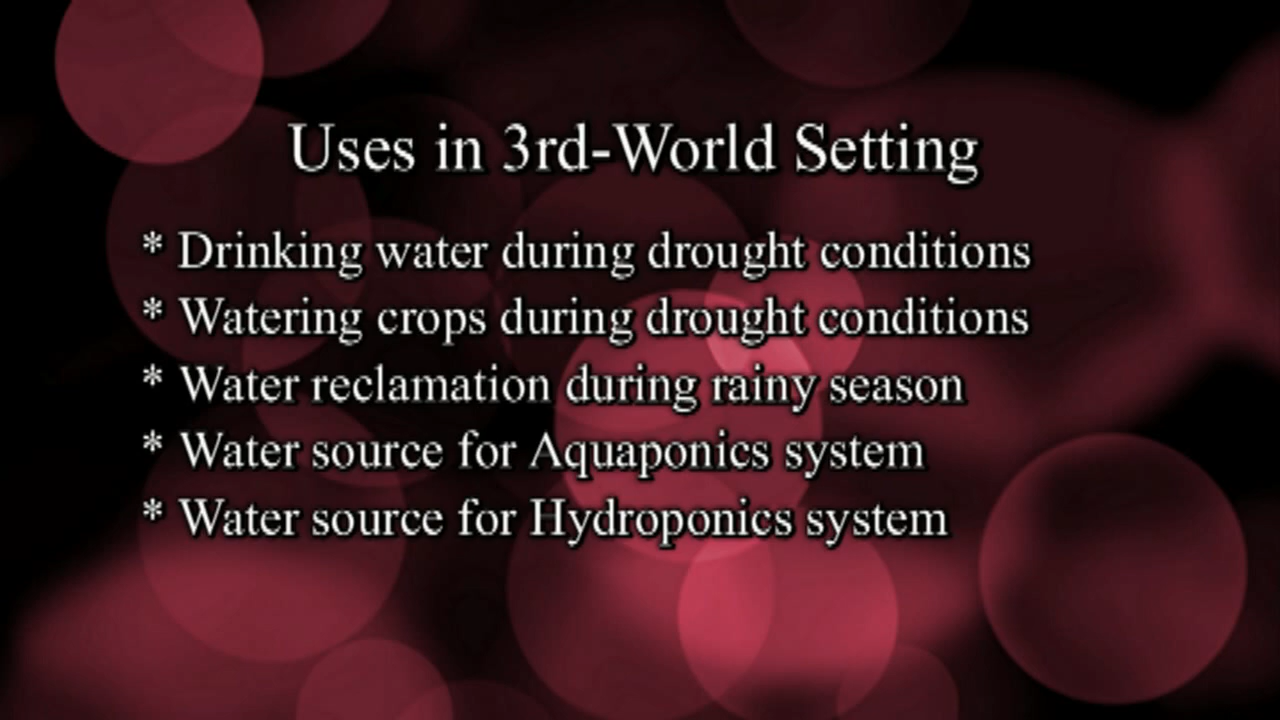 Uses in 3rd-World Setting
* Drinking water during drought conditions
* Watering crops during drought conditions
* Water reclamation during rainy season
* Water source for Aquaponics system
* Water source for Hydroponics system